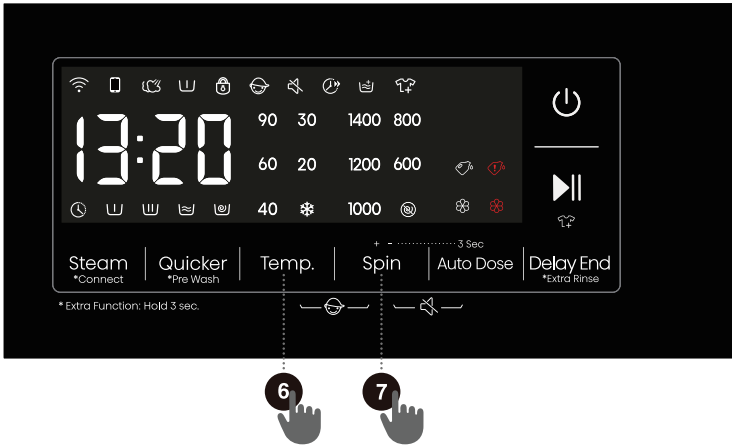 13:20
90 30 1400 800
60 20 1200 600
40 1000
+ - 3 Sec
Steam Quicker Temp. Spin Auto Dose Delay End
*Connect *Pre Wash *Extra Rinse
* Extra Function: Hold 3 sec.
6 7